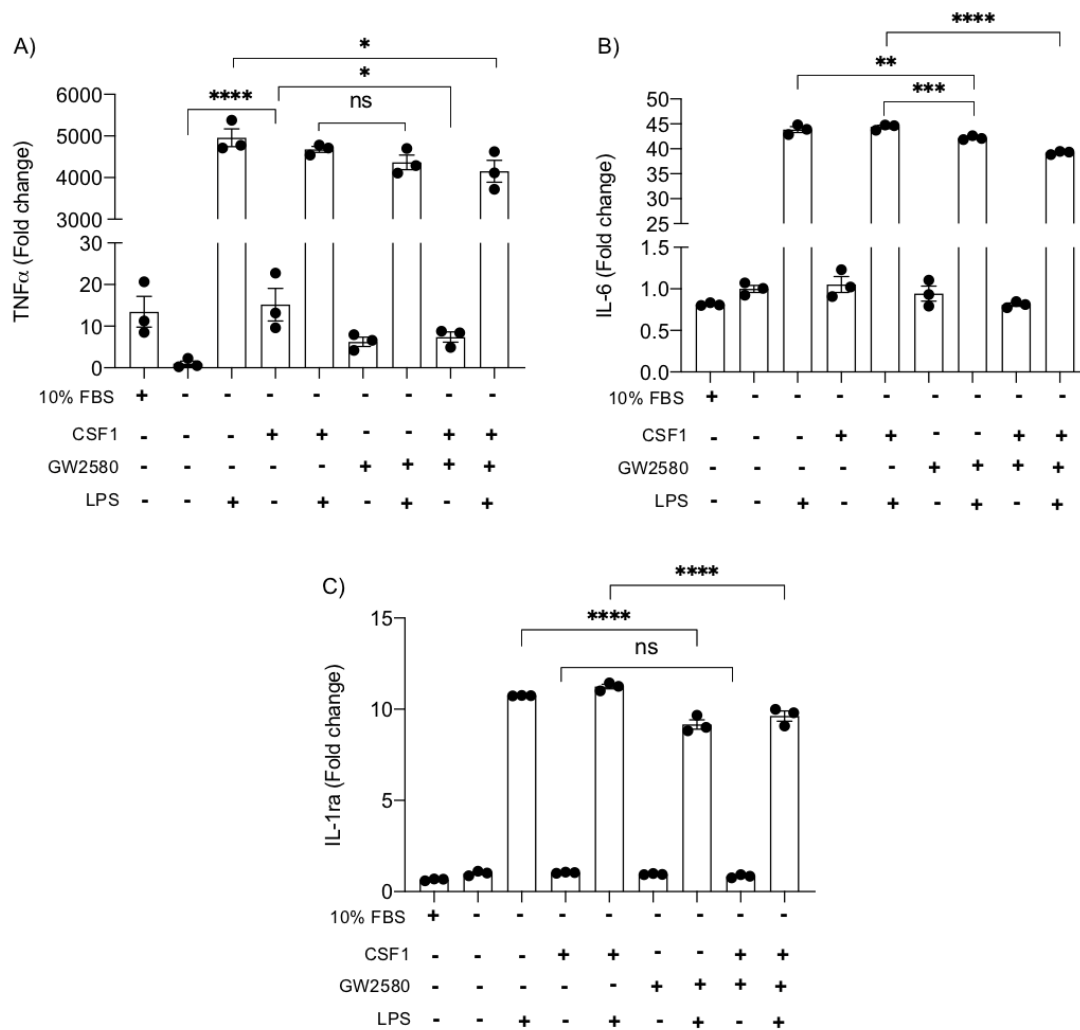 A)
*
*
ns
****
6000
5000
4000
3000
30
20
10
0
TNFα (Fold change)
10% FBS + - - - - - - - -
CSF1 - - - + + - - + +
GW2580 - - - - - + + + +
LPS - - + - + - + - +
B)
****
**
***
50
45
40
35
30
25
1.5
1.0
0.5
0.0
IL-6 (Fold change)
10% FBS + - - - - - - - -
CSF1 - - - + + - - + +
GW2580 - - - - - + + + +
LPS - - + - + - + - +
C)
****
****
ns
15
10
5
0
IL-1ra (Fold change)
10% FBS + - - - - - - - -
CSF1 - - - + + - - + +
GW2580 - - - - - + + + +
LPS - - + - + - + - +